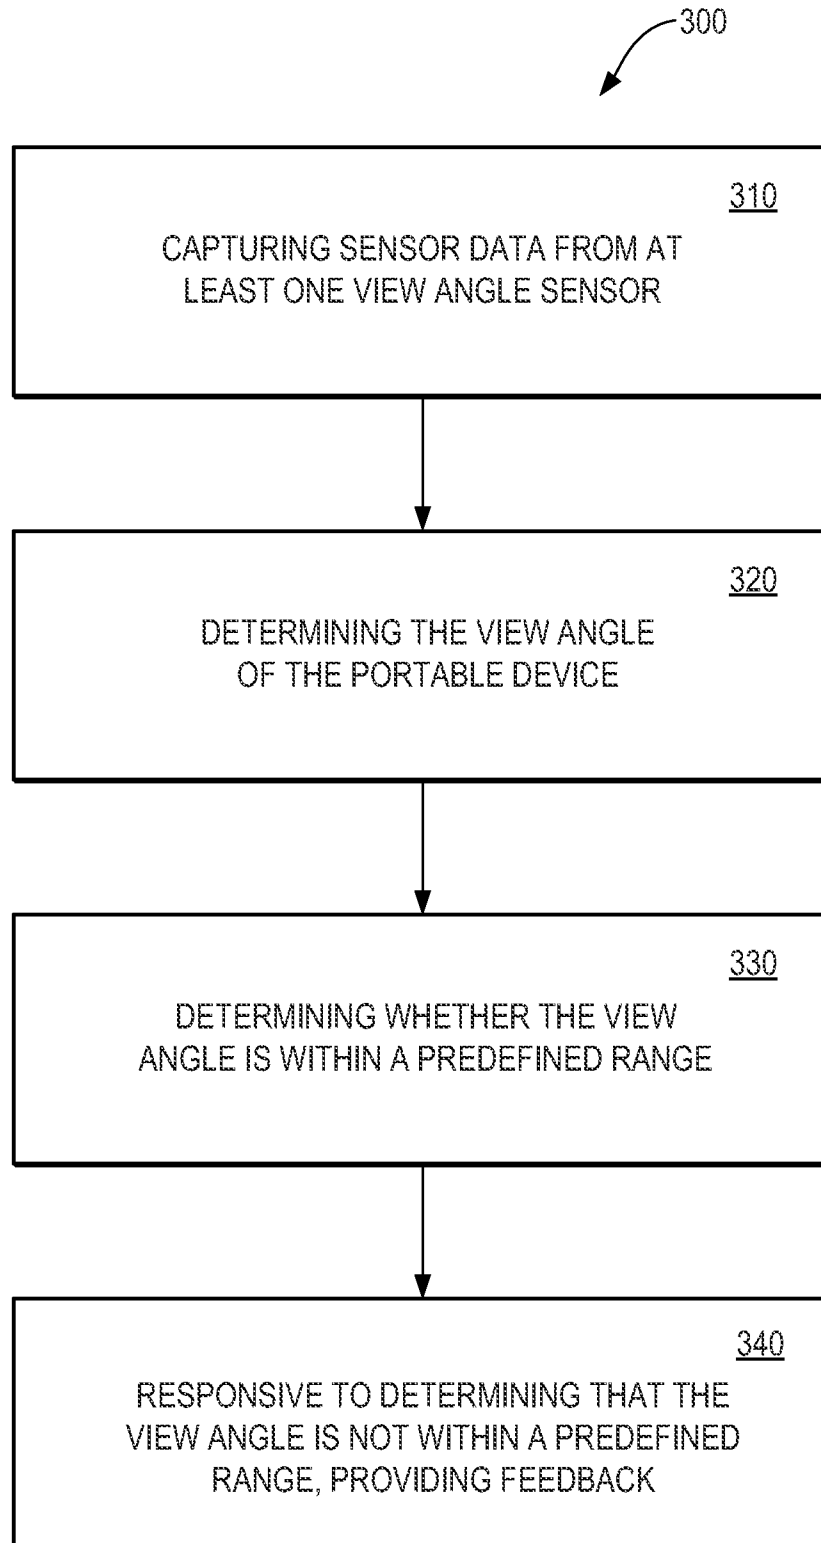 300
310
CAPTURING SENSOR DATA FROM AT
LEAST ONE VIEW ANGLE SENSOR
320
DETERMINING THE VIEW ANGLE
OF THE PORTABLE DEVICE
330
DETERMINING WHETHER THE VIEW
ANGLE IS WITHIN A PREDEFINED RANGE
340
RESPONSIVE TO DETERMINING THAT THE
VIEW ANGLE IS NOT WITHIN A PREDEFINED
RANGE, PROVIDING FEEDBACK